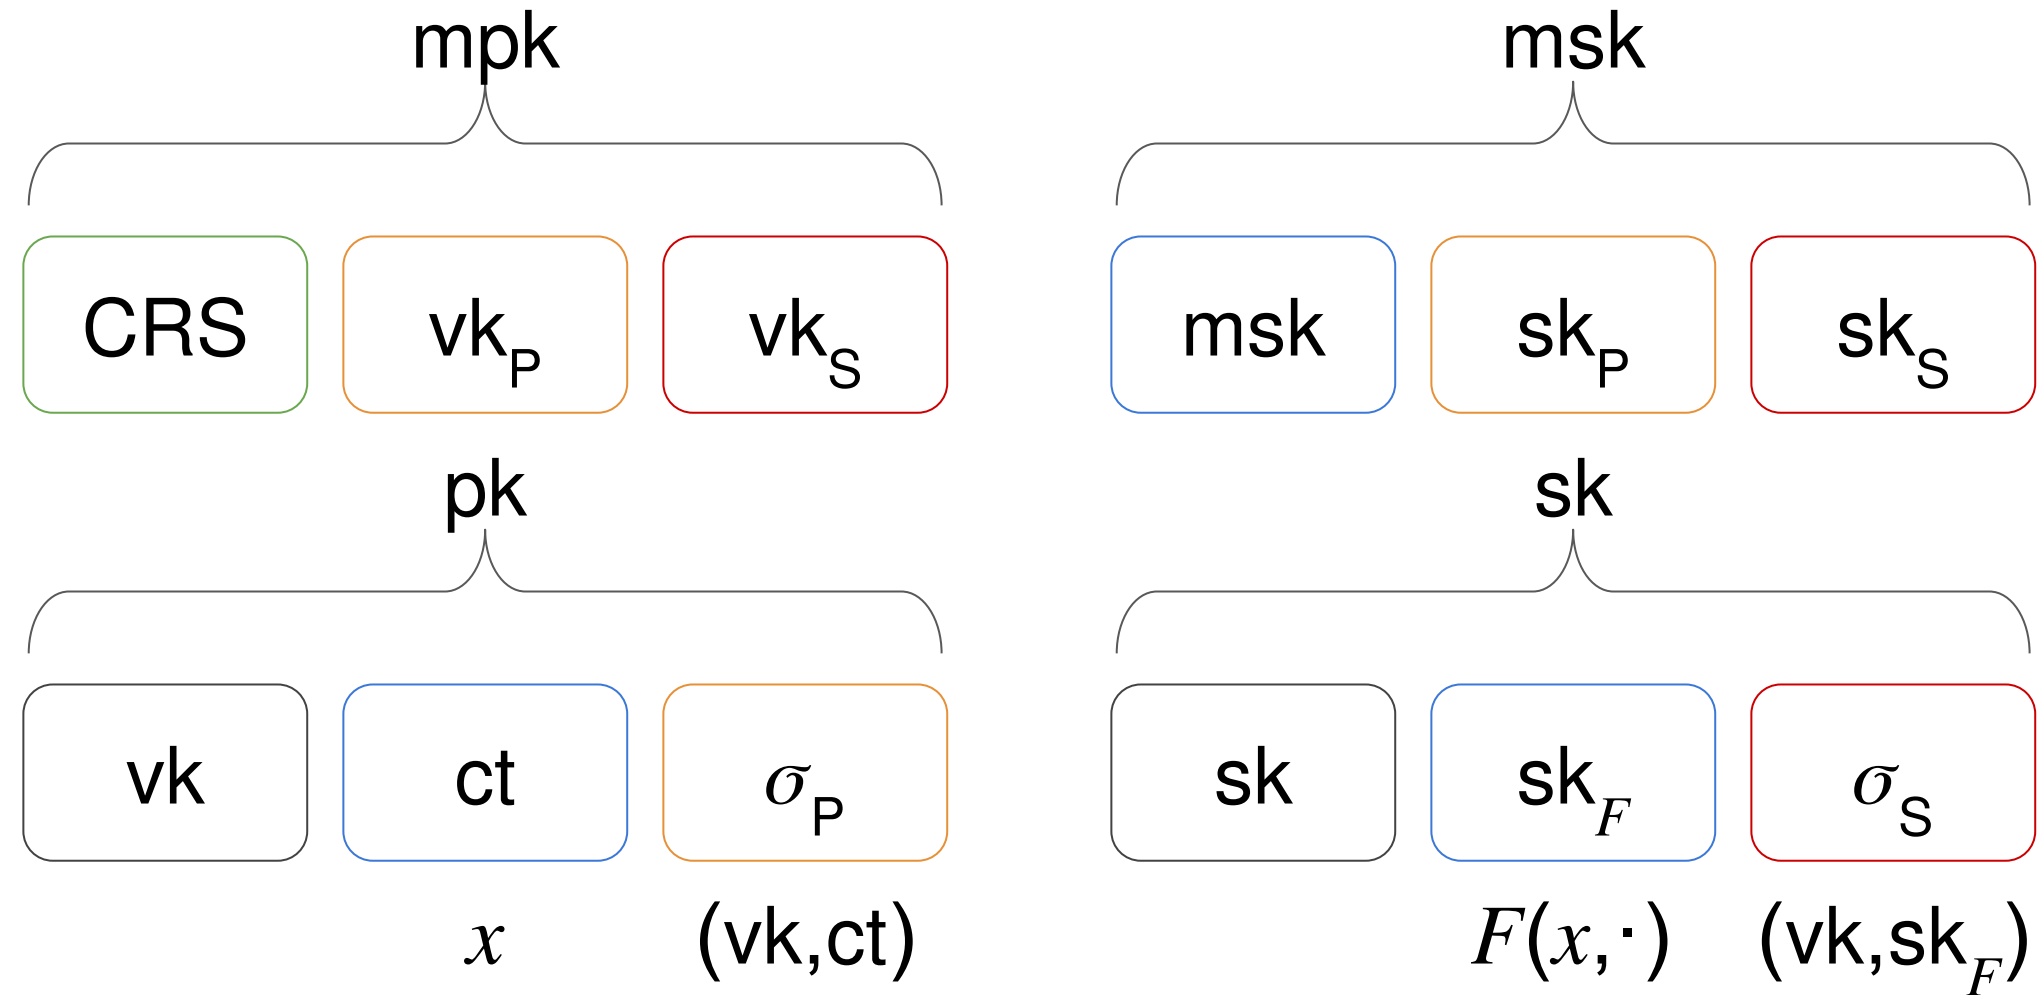 mpk msk
CRS vk_P vk_S msk sk_P sk_S
pk sk
vk ct σ_P sk sk_F σ_S
x (vk,ct) F(x,·) (vk,sk_F)